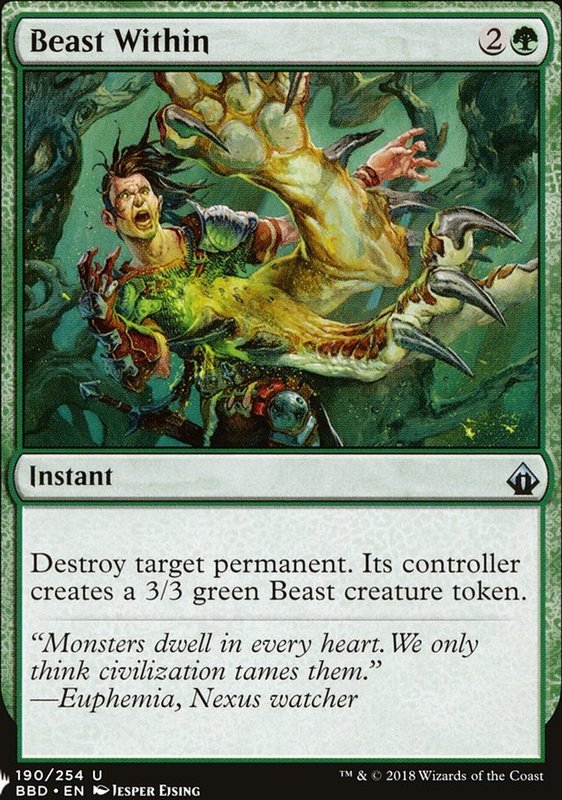 Beast Within 2
Instant
Destroy target permanent. Its controller
creates a 3/3 green Beast creature token.
“Monsters dwell in every heart. We only
think civilization tames them.”
—Euphemia, Nexus watcher
190/254 U
BBD • EN Jesper Ejsing
™ & © 2018 Wizards of the Coast